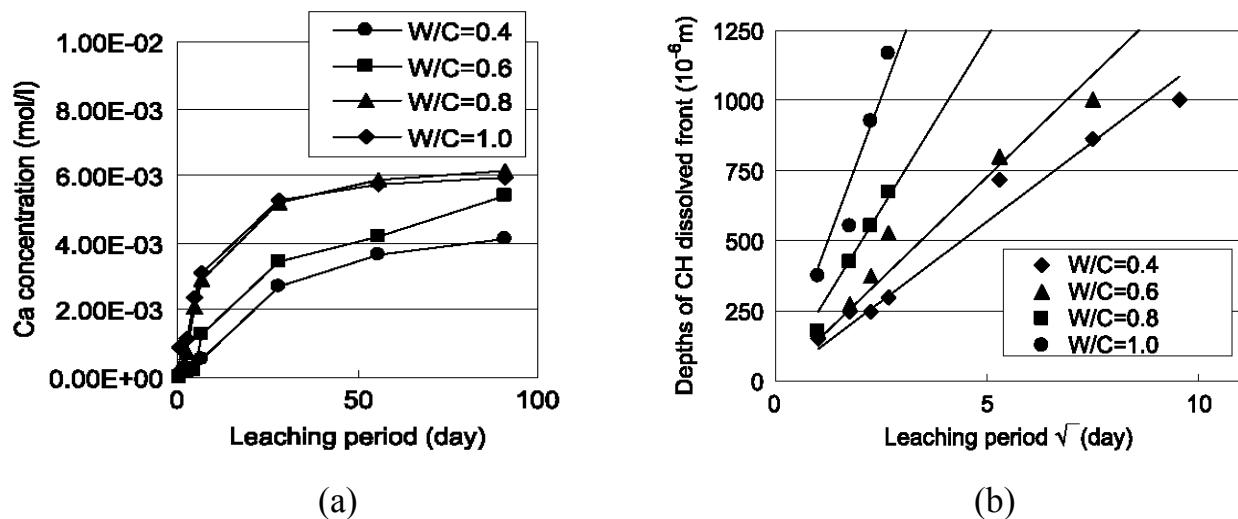 1.00E-02
8.00E-03
6.00E-03
4.00E-03
2.00E-03
0.00E+00
Ca concentration (mol/l)
0 50 100
Leaching period (day)
W/C=0.4
W/C=0.6
W/C=0.8
W/C=1.0
(a)
1250
1000
750
500
250
0
Depths of CH dissolved front (10⁻⁶m)
0 5 10
Leaching period √ (day)
W/C=0.4
W/C=0.6
W/C=0.8
W/C=1.0
(b)